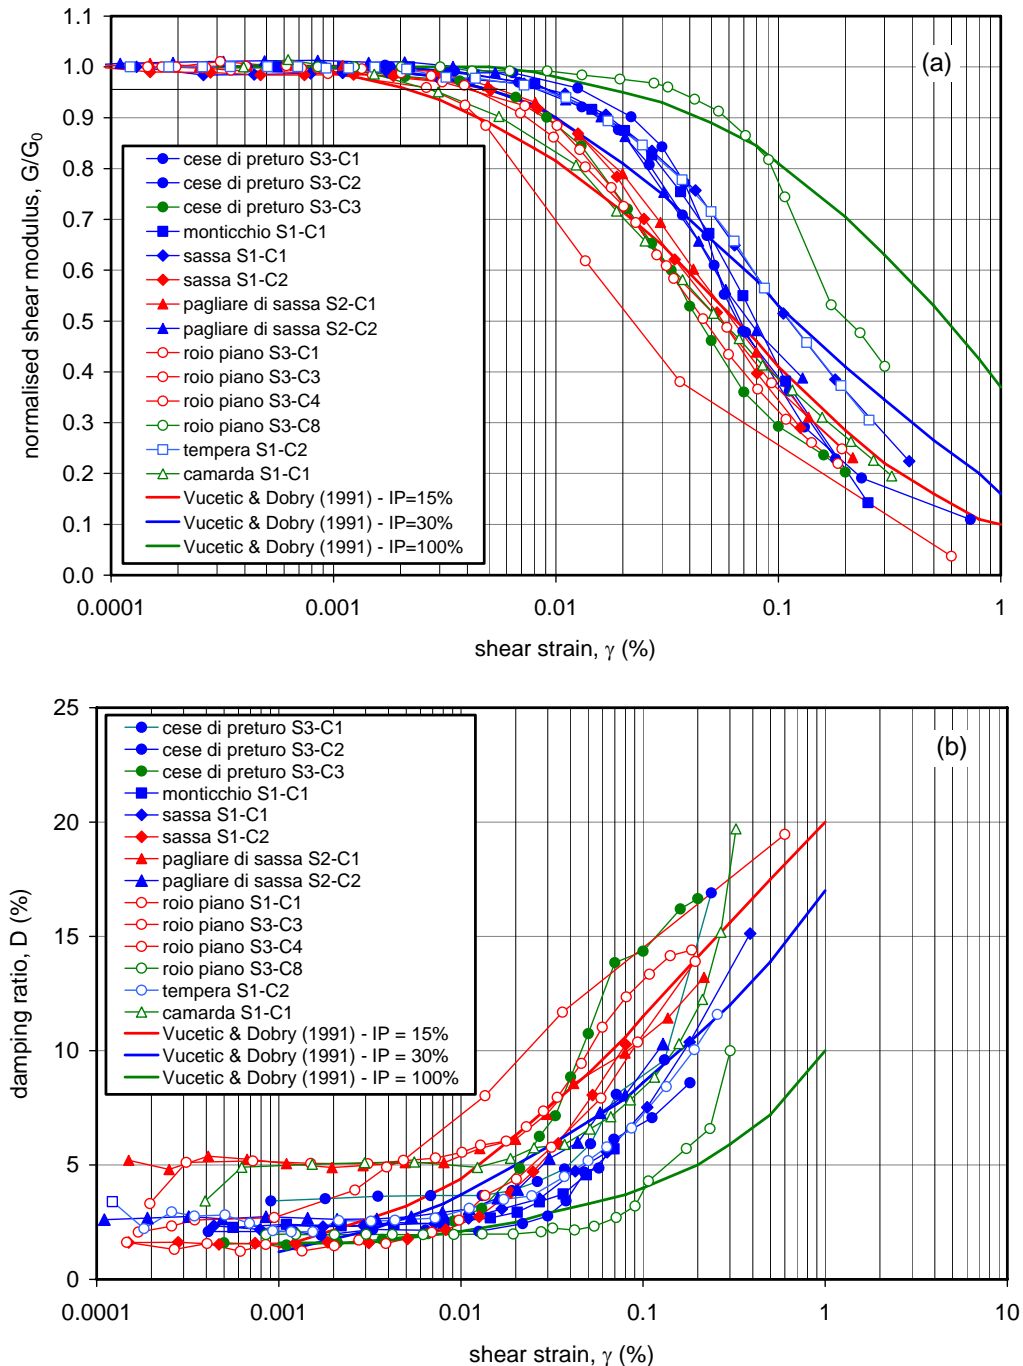 1.1
1.0
0.9
0.8
0.7
0.6
0.5
0.4
0.3
0.2
0.1
0.0
normalised shear modulus, G/G0
(a)
cese di preturo S3-C1
cese di preturo S3-C2
cese di preturo S3-C3
monticchio S1-C1
sassa S1-C1
sassa S1-C2
pagliare di sassa S2-C1
pagliare di sassa S2-C2
roio piano S3-C1
roio piano S3-C3
roio piano S3-C4
roio piano S3-C8
tempera S1-C2
camarda S1-C1
Vucetic & Dobry (1991) - IP=15%
Vucetic & Dobry (1991) - IP=30%
Vucetic & Dobry (1991) - IP=100%
0.0001 0.001 0.01 0.1 1
shear strain, γ (%)
25
20
15
10
5
0
damping ratio, D (%)
(b)
cese di preturo S3-C1
cese di preturo S3-C2
cese di preturo S3-C3
monticchio S1-C1
sassa S1-C1
sassa S1-C2
pagliare di sassa S2-C1
pagliare di sassa S2-C2
roio piano S1-C1
roio piano S3-C3
roio piano S3-C4
roio piano S3-C8
tempera S1-C2
camarda S1-C1
Vucetic & Dobry (1991) - IP = 15%
Vucetic & Dobry (1991) - IP = 30%
Vucetic & Dobry (1991) - IP = 100%
0.0001 0.001 0.01 0.1 1 10
shear strain, γ (%)